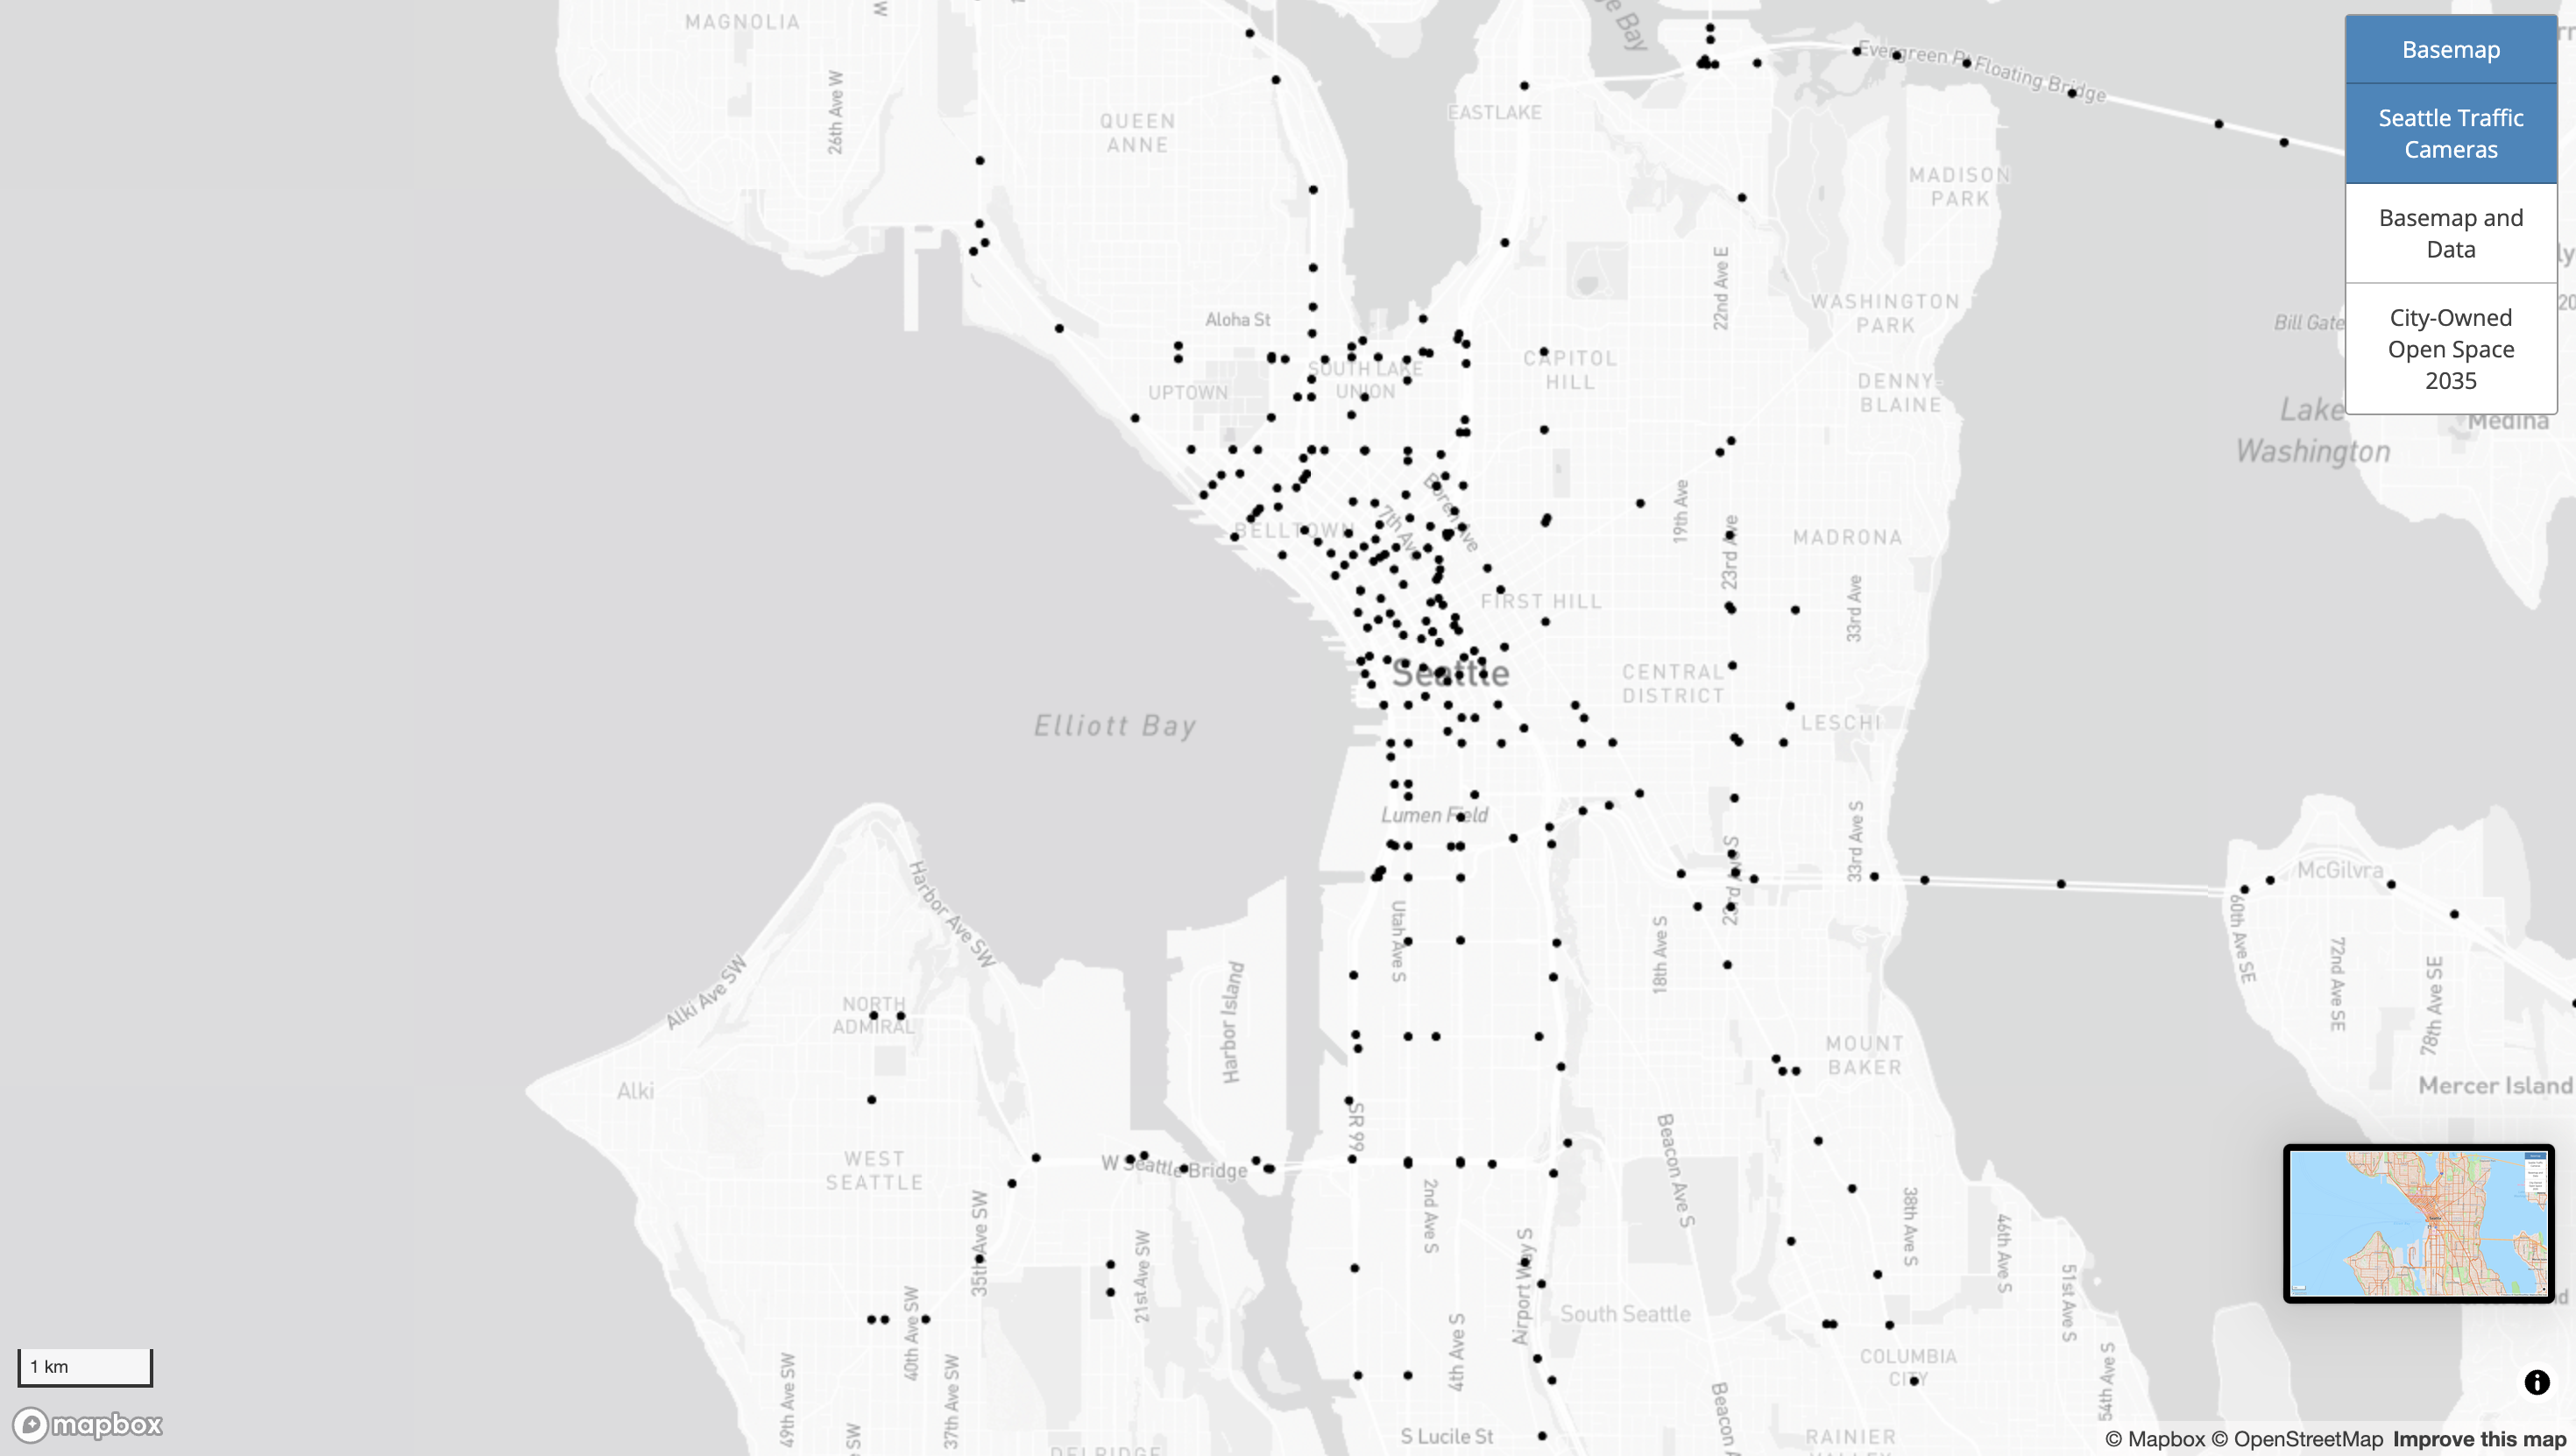 MAGNOLIA
W
26th Ave W
QUEEN
ANNE
EASTLAKE
Evergreen Pt Floating Bridge
MADISON
PARK
22nd Ave E
WASHINGTON
PARK
Aloha St
UPTOWN
SOUTH LAKE
UNION
CAPITOL
HILL
DENNY-
BLAINE
Bill Gate
Lake
Washington
Medina
BELLTOWN
7th Ave
Boren Ave
19th Ave
23rd Ave
MADRONA
33rd Ave
FIRST HILL
Seattle
CENTRAL
DISTRICT
LESCHI
Elliott Bay
Lumen Field
33rd Ave S
23rd Ave S
McGilvra
60th Ave SE
72nd Ave SE
78th Ave SE
Mercer Island
Harbor Ave SW
Alki Ave SW
NORTH
ADMIRAL
Alki
Harbor Island
Utah Ave S
18th Ave S
MOUNT
BAKER
SR 99
Beacon Ave S
WEST
SEATTLE
W Seattle Bridge
35th Ave SW
21st Ave SW
2nd Ave S
Airport Way S
38th Ave S
46th Ave S
51st Ave S
South Seattle
40th Ave SW
4th Ave S
COLUMBIA
CITY
54th Ave S
49th Ave SW
37th Ave SW
SW
Beacon A
DELRIDGE
S Lucile St
RAINIER
VALLEY
Basemap
Seattle Traffic
Cameras
Basemap and
Data
City-Owned
Open Space
2035
1 km
mapbox
© Mapbox © OpenStreetMap Improve this map